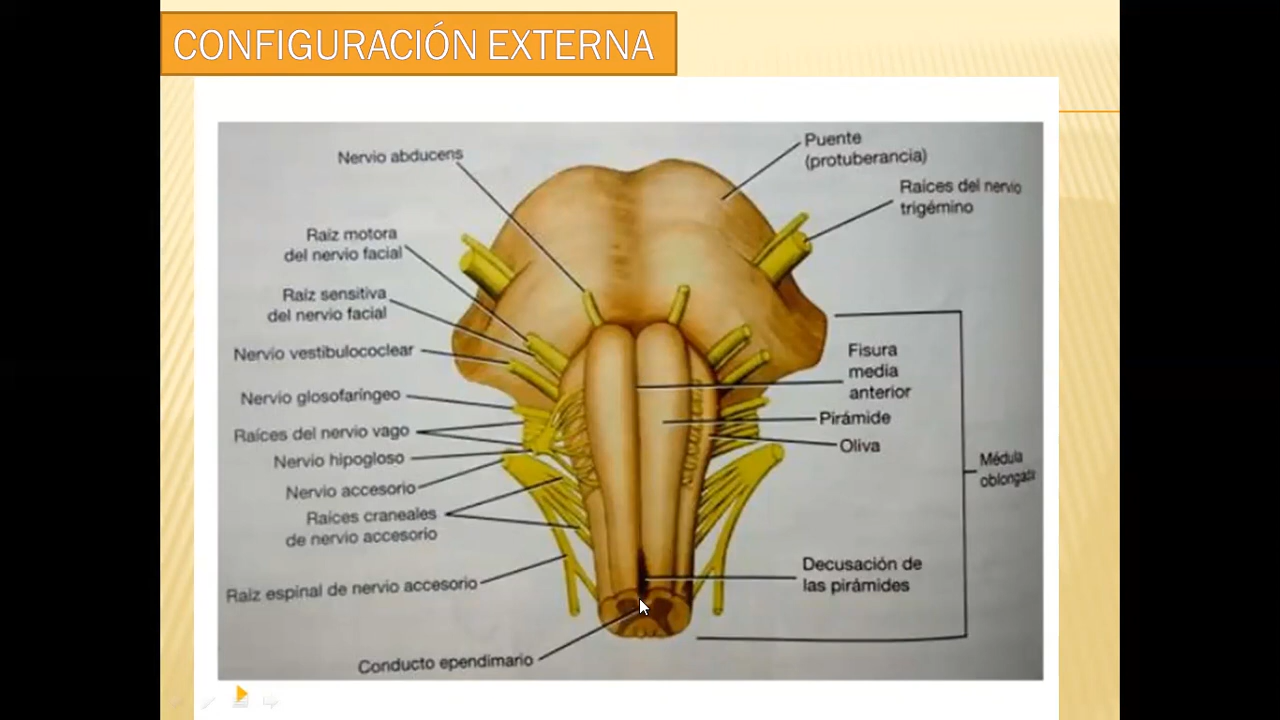 CONFIGURACIÓN EXTERNA
Nervio abducens
Puente
(protuberancia)
Raíces del nervio
trigémino
Raíz motora
del nervio facial
Raíz sensitiva
del nervio facial
Nervio vestibulococlear
Nervio glosofaríngeo
Raíces del nervio vago
Nervio hipogloso
Nervio accesorio
Raíces craneales
de nervio accesorio
Raíz espinal de nervio accesorio
Conducto ependimario
Fisura
media
anterior
Pirámide
Oliva
Médula
oblongada
Decusación de
las pirámides